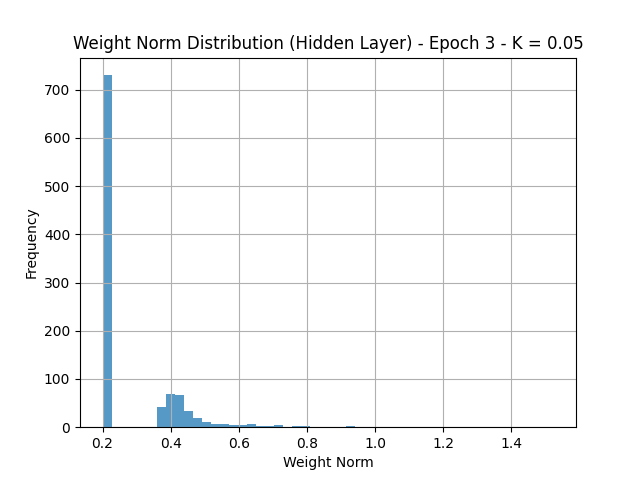 Weight Norm Distribution (Hidden Layer) - Epoch 3 - K = 0.05
700
600
500
400
300
200
100
0
Frequency
0.2 0.4 0.6 0.8 1.0 1.2 1.4
Weight Norm